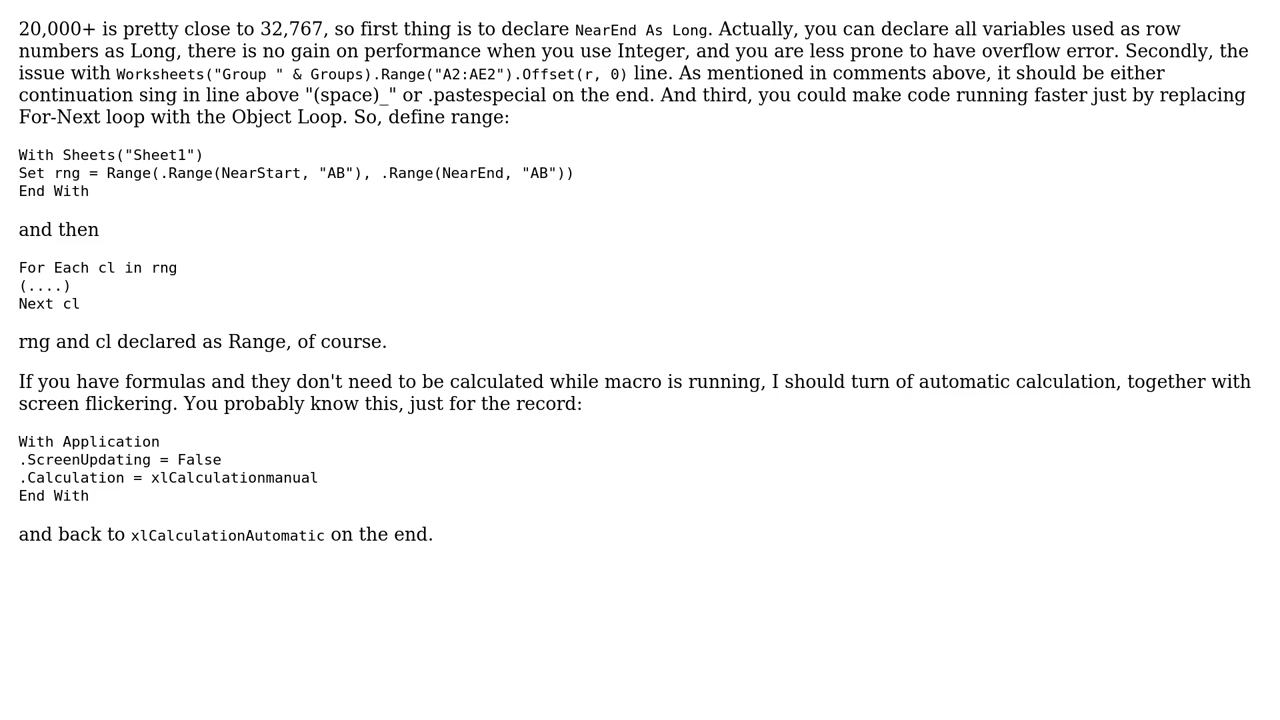 20,000+ is pretty close to 32,767, so first thing is to declare NearEnd As Long. Actually, you can declare all variables used as row
numbers as Long, there is no gain on performance when you use Integer, and you are less prone to have overflow error. Secondly, the
issue with Worksheets("Group " & Groups).Range("A2:AE2").Offset(r, 0) line. As mentioned in comments above, it should be either
continuation sing in line above "(space)_" or .pastespecial on the end. And third, you could make code running faster just by replacing
For-Next loop with the Object Loop. So, define range:
With Sheets("Sheet1")
Set rng = Range(.Range(NearStart, "AB"), .Range(NearEnd, "AB"))
End With
and then
For Each cl in rng
(....)
Next cl
rng and cl declared as Range, of course.
If you have formulas and they don't need to be calculated while macro is running, I should turn of automatic calculation, together with
screen flickering. You probably know this, just for the record:
With Application
.ScreenUpdating = False
.Calculation = xlCalculationmanual
End With
and back to xlCalculationAutomatic on the end.